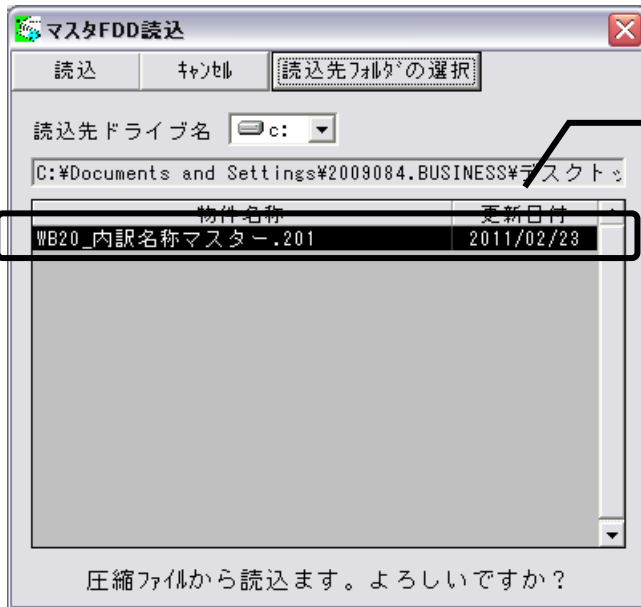 マスタFDD読込
読込 ｷｬﾝｾﾙ 読込先ﾌｫﾙﾀﾞの選択
読込先ドライブ名 c:
C:¥Documents and Settings¥2009084.BUSINESS¥デスクトッ
物件名称 更新日付
WB20_内訳名称マスター.201 2011/02/23
圧縮ﾌｧｲﾙから読込ます。よろしいですか？